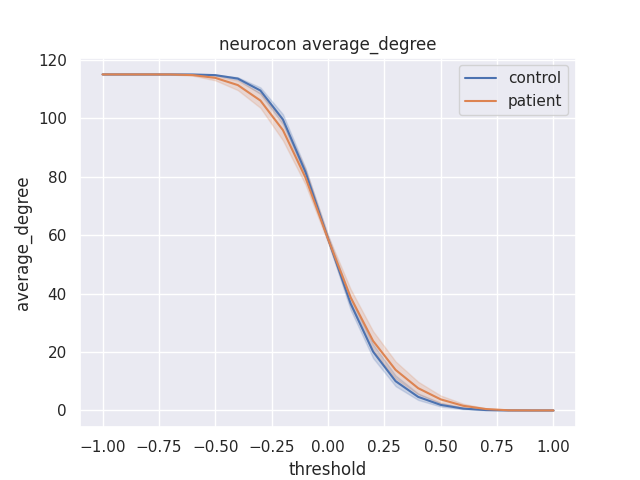 neurocon average_degree
control
patient
120
100
80
60
40
20
0
average_degree
−1.00 −0.75 −0.50 −0.25 0.00 0.25 0.50 0.75 1.00
threshold